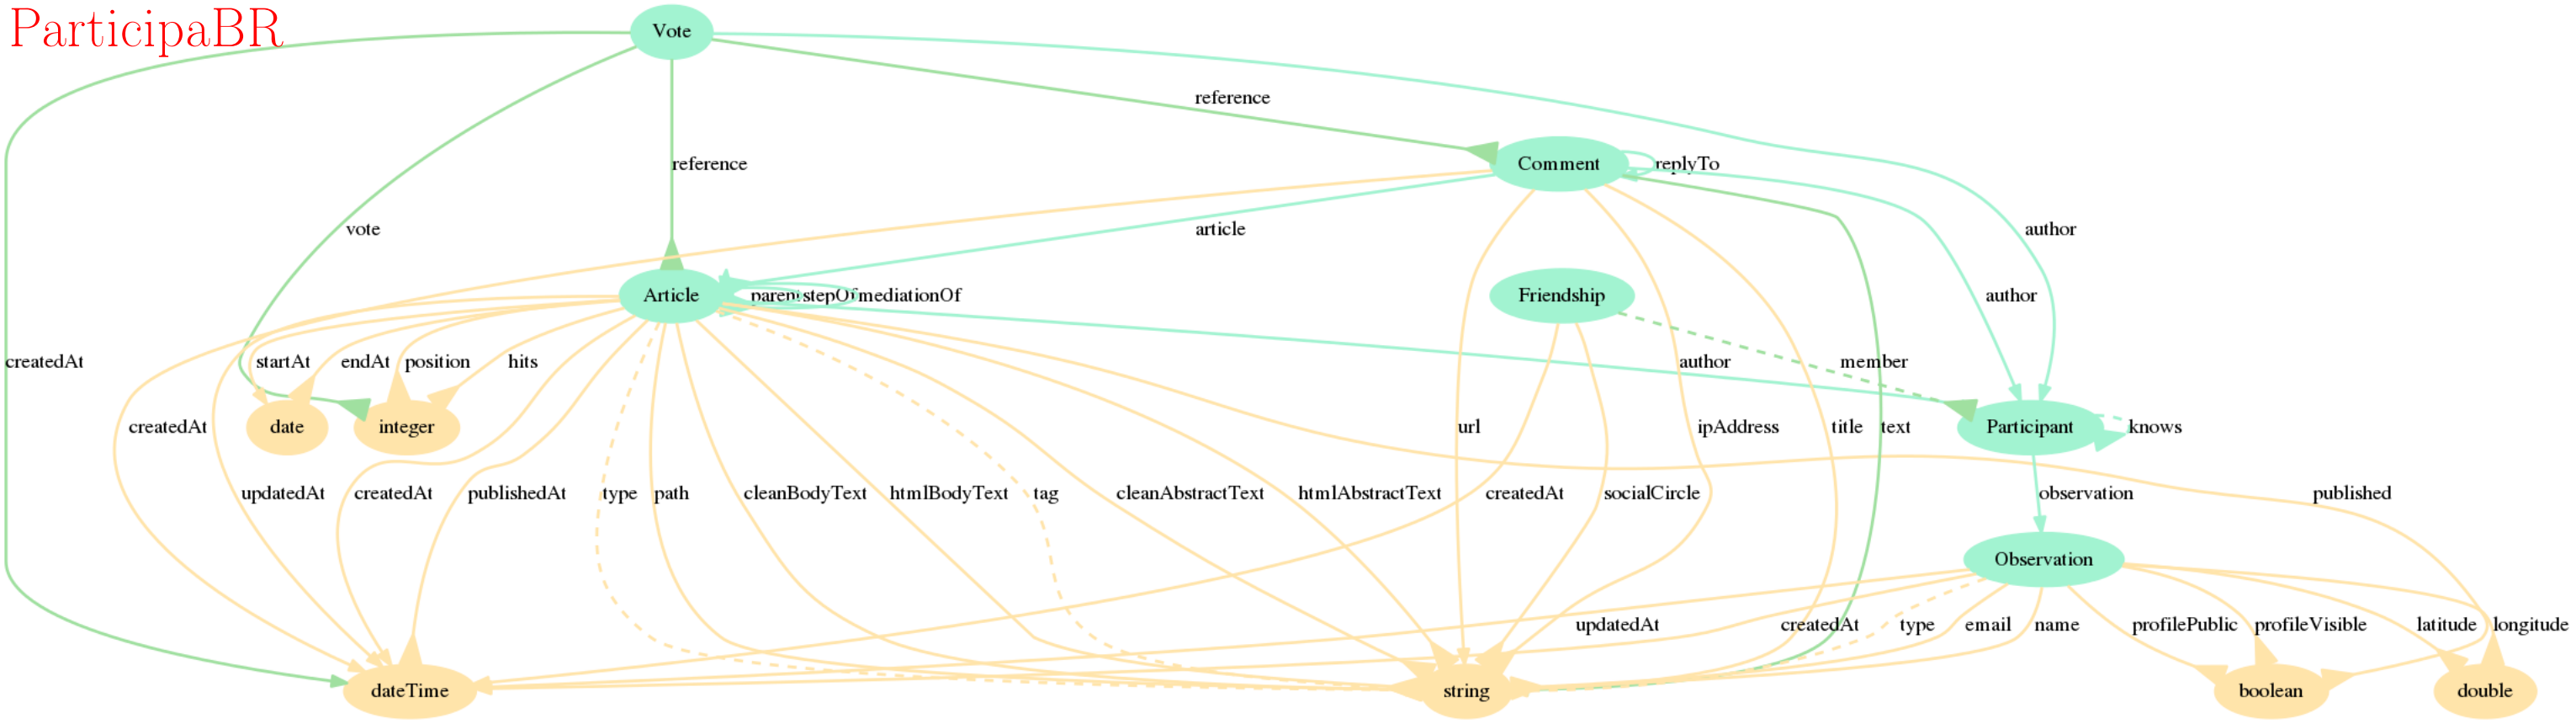 ParticipaBR
Vote
reference
reference
Comment
replyTo
vote
article
author
author
Article
parent
stepOf
mediationOf
Friendship
createdAt
startAt
endAt
position
hits
author
member
createdAt
date
integer
url
ipAddress
title
text
Participant
knows
updatedAt
createdAt
publishedAt
type
path
cleanBodyText
htmlBodyText
tag
cleanAbstractText
htmlAbstractText
createdAt
socialCircle
observation
published
Observation
updatedAt
createdAt
type
email
name
profilePublic
profileVisible
latitude
longitude
dateTime
string
boolean
double